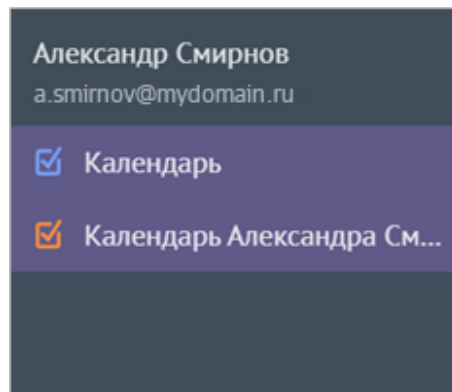 Александр Смирнов
a.smirnov@mydomain.ru
Календарь
Календарь Александра См...